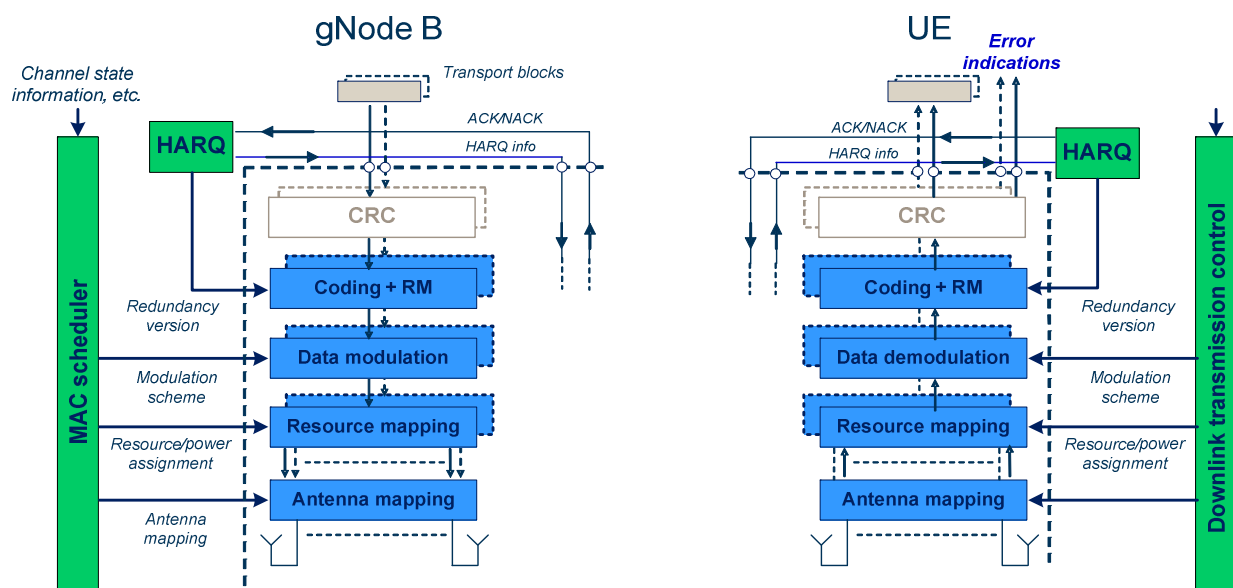 gNode B
UE
Channel state
information, etc.
Transport blocks
Error
indications
ACK/NACK
HARQ
HARQ info
ACK/NACK
HARQ info
HARQ
CRC
CRC
Coding + RM
Coding + RM
Redundancy
version
Redundancy
version
Data modulation
Data demodulation
Modulation
scheme
Modulation
scheme
Resource mapping
Resource mapping
Resource/power
assignment
Resource/power
assignment
Antenna mapping
Antenna mapping
Antenna
mapping
MAC scheduler
Downlink transmission control